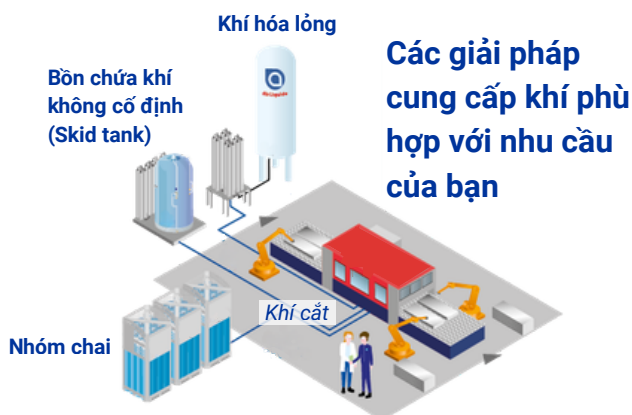 Khí hóa lỏng
Các giải pháp
cung cấp khí phù
hợp với nhu cầu
của bạn
Bồn chứa khí
không cố định
(Skid tank)
Khí cắt
Nhóm chai